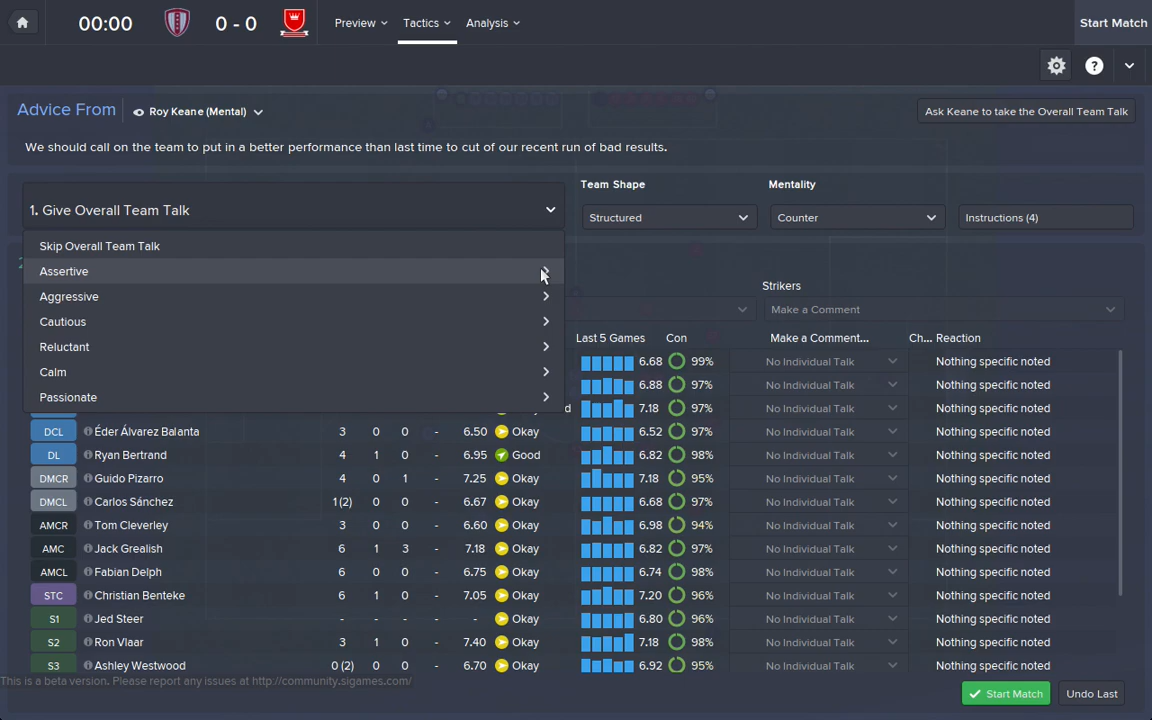 00:00 0 - 0 Preview Tactics Analysis Start Match
Advice From Roy Keane (Mental) Ask Keane to take the Overall Team Talk
We should call on the team to put in a better performance than last time to cut of our recent run of bad results.
Team Shape Mentality
1. Give Overall Team Talk
Structured Counter Instructions (4)
Skip Overall Team Talk
Assertive
Aggressive
Cautious
Reluctant
Calm
Passionate
Strikers
Make a Comment
Last 5 Games Con Make a Comment... Ch... Reaction
6.68 99% No Individual Talk Nothing specific noted
6.88 97% No Individual Talk Nothing specific noted
7.18 97% No Individual Talk Nothing specific noted
DCL Éder Álvarez Balanta 3 0 0 - 6.50 Okay 6.52 97% No Individual Talk Nothing specific noted
DL Ryan Bertrand 4 1 0 - 6.95 Good 6.82 98% No Individual Talk Nothing specific noted
DMCR Guido Pizarro 4 0 1 - 7.25 Okay 7.18 95% No Individual Talk Nothing specific noted
DMCL Carlos Sánchez 1(2) 0 0 - 6.67 Okay 6.68 97% No Individual Talk Nothing specific noted
AMCR Tom Cleverley 3 0 0 - 6.60 Okay 6.98 94% No Individual Talk Nothing specific noted
AMC Jack Grealish 6 1 3 - 7.18 Okay 6.82 97% No Individual Talk Nothing specific noted
AMCL Fabian Delph 6 0 0 - 6.75 Okay 6.74 98% No Individual Talk Nothing specific noted
STC Christian Benteke 6 1 0 - 7.05 Okay 7.20 96% No Individual Talk Nothing specific noted
S1 Jed Steer - - - - - Okay 6.80 96% No Individual Talk Nothing specific noted
S2 Ron Vlaar 3 1 0 - 7.40 Okay 7.18 98% No Individual Talk Nothing specific noted
S3 Ashley Westwood 0 (2) 0 0 - 6.70 Okay 6.92 95% No Individual Talk Nothing specific noted
This is a beta version. Please report any issues at http://community.sigames.com/
Start Match Undo Last